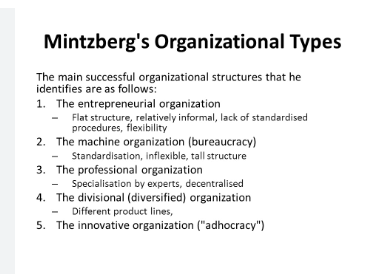 Mintzberg's Organizational Types
The main successful organizational structures that he
identifies are as follows:
1. The entrepreneurial organization
– Flat structure, relatively informal, lack of standardised
procedures, flexibility
2. The machine organization (bureaucracy)
– Standardisation, inflexible, tall structure
3. The professional organization
– Specialisation by experts, decentralised
4. The divisional (diversified) organization
– Different product lines,
5. The innovative organization ("adhocracy")